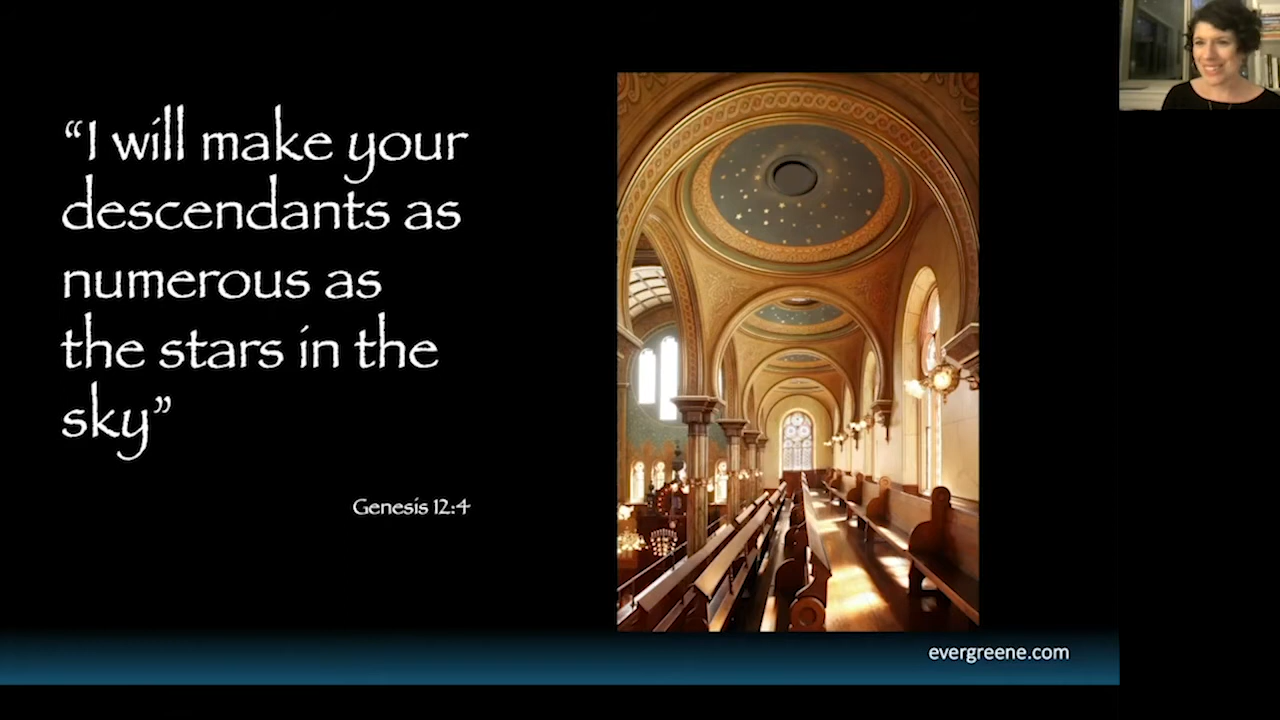 “I will make your
descendants as
numerous as
the stars in the
sky”
Genesis 12:4
evergreene.com